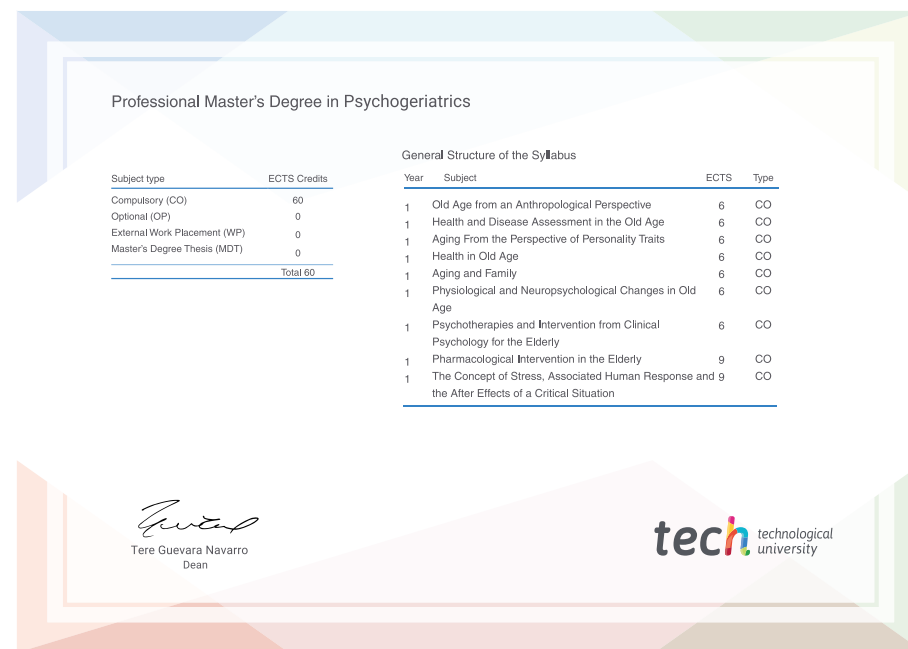 Professional Master's Degree in Psychogeriatrics
Subject type ECTS Credits
Compulsory (CO) 60
Optional (OP) 0
External Work Placement (WP) 0
Master's Degree Thesis (MDT) 0
Total 60
General Structure of the Syllabus
Year Subject ECTS Type
1 Old Age from an Anthropological Perspective 6 CO
1 Health and Disease Assessment in the Old Age 6 CO
1 Aging From the Perspective of Personality Traits 6 CO
1 Health in Old Age 6 CO
1 Aging and Family 6 CO
1 Physiological and Neuropsychological Changes in Old 6 CO
Age
1 Psychotherapies and Intervention from Clinical 6 CO
Psychology for the Elderly
1 Pharmacological Intervention in the Elderly 9 CO
1 The Concept of Stress, Associated Human Response and 9 CO
the After Effects of a Critical Situation
Tere Guevara Navarro
Dean
tech technological
university